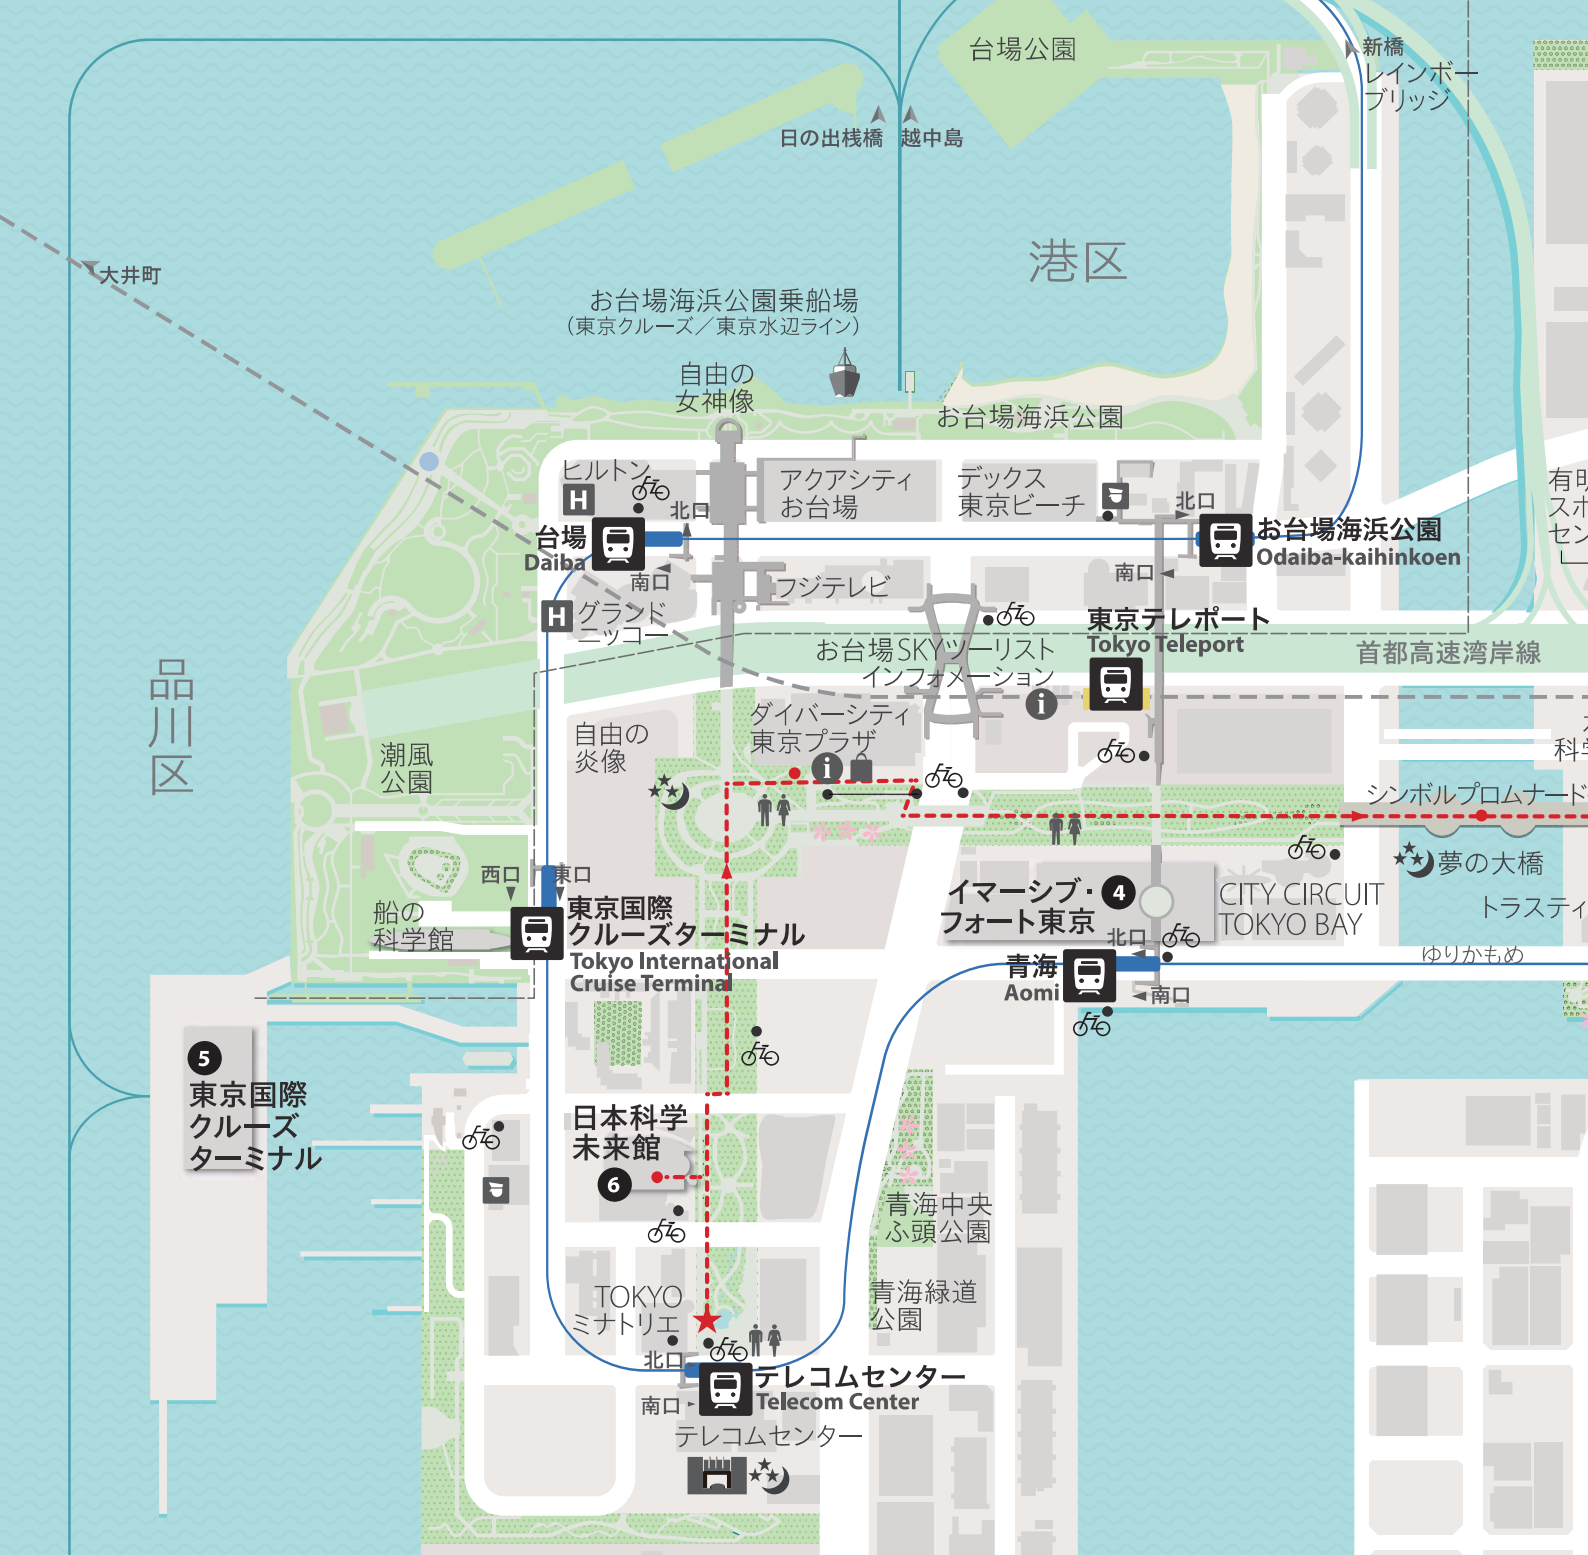 台場公園
新橋
レインボー
ブリッジ
日の出桟橋
越中島
港区
大井町
お台場海浜公園乗船場
（東京クルーズ／東京水辺ライン）
自由の
女神像
お台場海浜公園
ヒルトン
H
アクアシティ
お台場
デックス
東京ビーチ
北口
北口
台場
Daiba
お台場海浜公園
Odaiba-kaihinkoen
南口
南口
フジテレビ
H
グランド
ニッコー
東京テレポート
Tokyo Teleport
お台場SKYツーリスト
インフォメーション
i
首都高速湾岸線
品川区
自由の
炎像
ダイバーシティ
東京プラザ
i
潮風
公園
科学
シンボルプロムナード
夢の大橋
西口
東口
イマーシブ・
フォート東京
4
CITY CIRCUIT
TOKYO BAY
トラスティ
船の
科学館
東京国際
クルーズターミナル
Tokyo International
Cruise Terminal
北口
青海
Aomi
南口
ゆりかもめ
5
東京国際
クルーズ
ターミナル
日本科学
未来館
6
青海中央
ふ頭公園
TOKYO
ミナトリエ
青海緑道
公園
北口
南口
テレコムセンター
Telecom Center
テレコムセンター